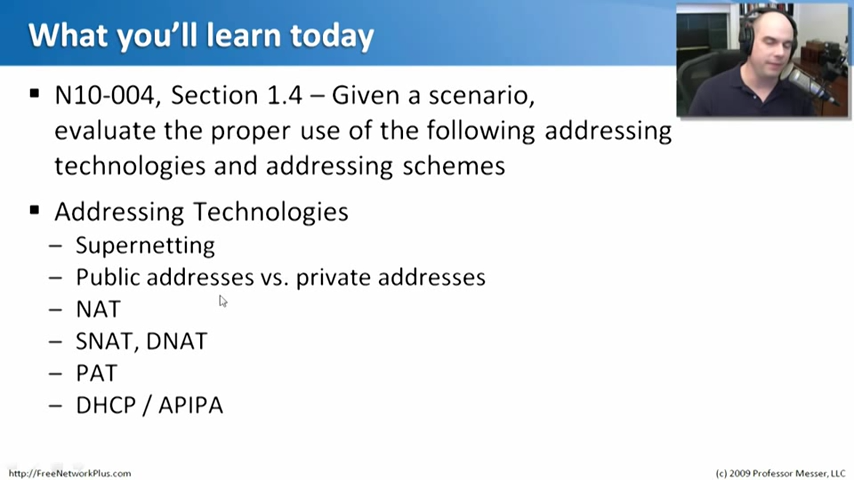 What you'll learn today
▪ N10-004, Section 1.4 – Given a scenario,
evaluate the proper use of the following addressing
technologies and addressing schemes
▪ Addressing Technologies
– Supernetting
– Public addresses vs. private addresses
– NAT
– SNAT, DNAT
– PAT
– DHCP / APIPA
http://FreeNetworkPlus.com
(c) 2009 Professor Messer, LLC